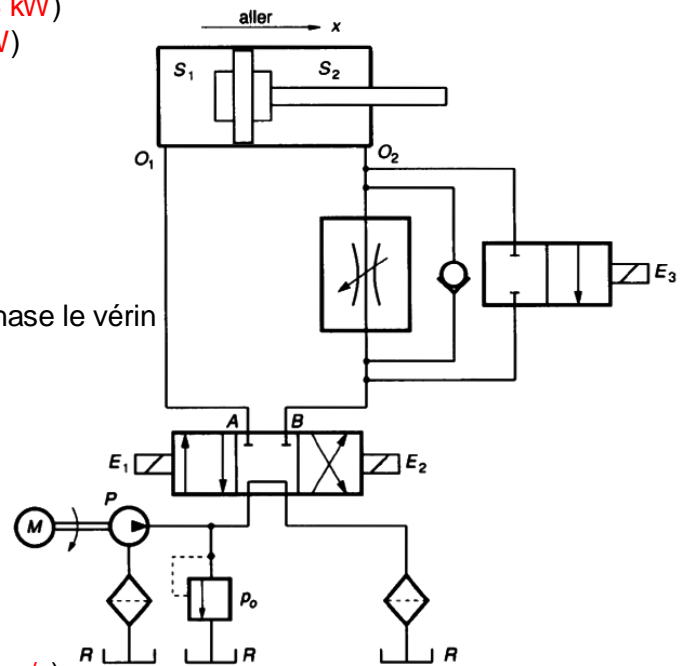 kW)
W)
aller
x
S1 S2
O1 O2
E3
hase le vérin
A B
E1 E2
P
M
po
R R R